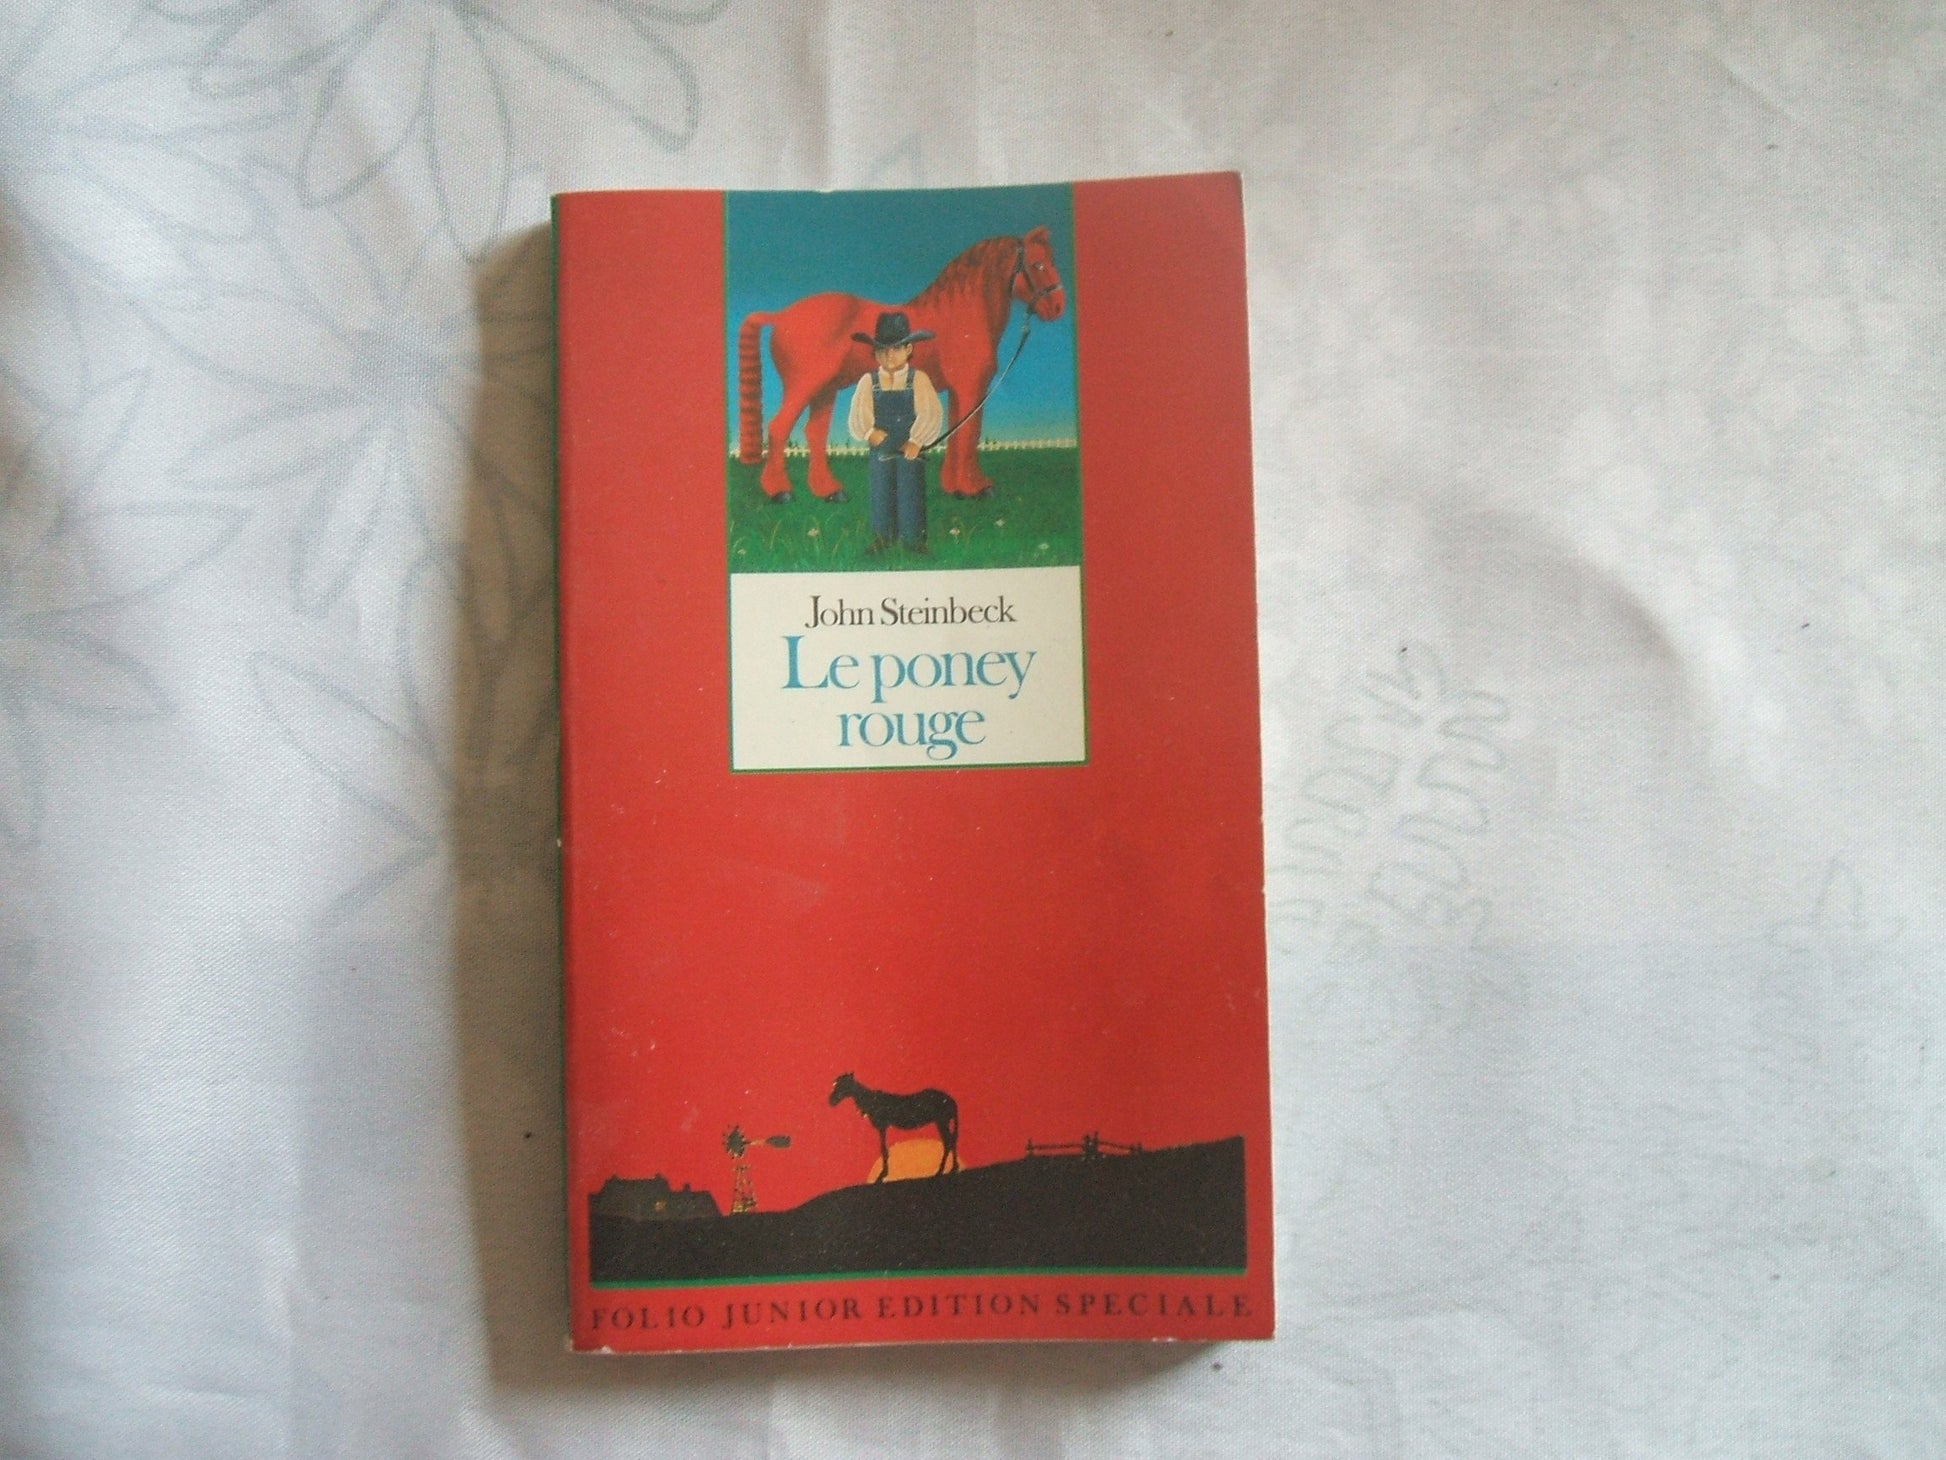 John Steinbeck
Le poney
rouge
FOLIO JUNIOR EDITION SPECIALE